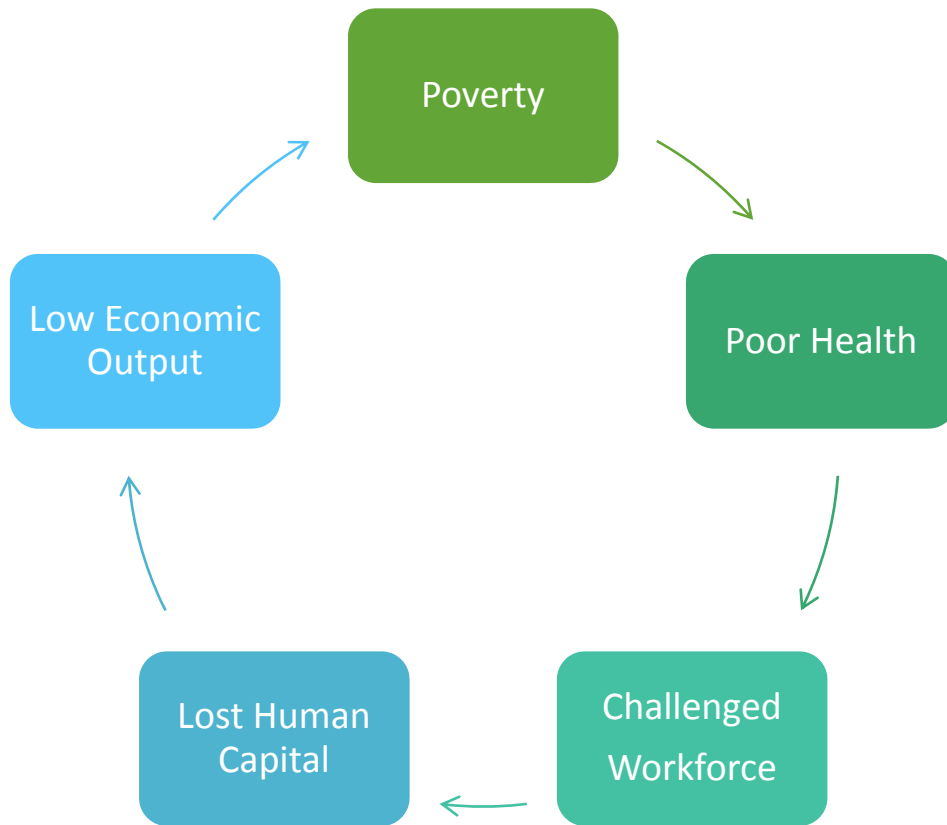 Poverty
Poor Health
Challenged
Workforce
Lost Human
Capital
Low Economic
Output